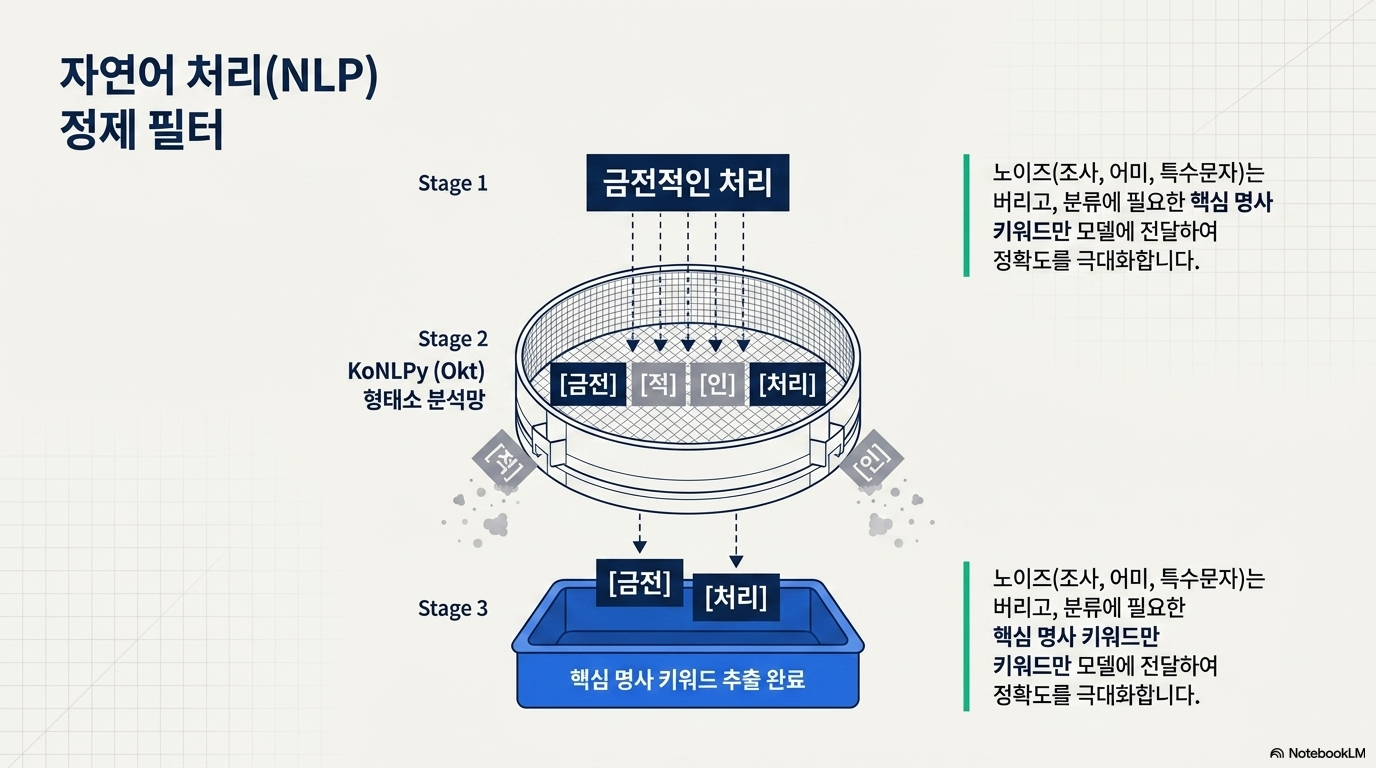 자연어 처리(NLP)
정제 필터
Stage 1
금전적인 처리
노이즈(조사, 어미, 특수문자)는
버리고, 분류에 필요한 핵심 명사
키워드만 모델에 전달하여
정확도를 극대화합니다.
Stage 2
KoNLPy (Okt)
형태소 분석망
[금전] [적] [인] [처리]
[적]
[인]
Stage 3
[금전]
[처리]
핵심 명사 키워드 추출 완료
노이즈(조사, 어미, 특수문자)는
버리고, 분류에 필요한
핵심 명사 키워드만
키워드만 모델에 전달하여
정확도를 극대화합니다.
NotebookLM